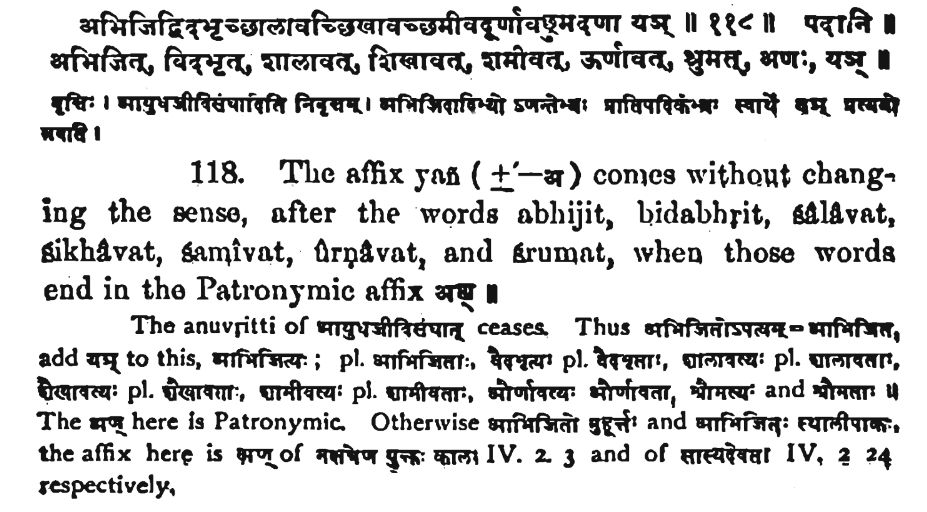 अभिजिद्विदभृच्छालावच्छिखावच्छमीवदूर्णावच्छ्रुमदणा यञ् ॥ ११८ ॥ पदानि ॥
अभिजित्, विदभृत्, शालावत्, शिखावत्, शमीवत्, ऊर्णावत्, श्रुमत्, अणः, यञ् ॥
वृत्तिः । आयुधजीविसंघादिति निवृत्तम् । अभिजिदादिभ्यो ऽणन्तेभ्यः प्रातिपदिकेभ्यः स्वार्थे यञ् प्रत्ययो
भवति ।
118. The affix yañ ( ±′—अ ) comes without chang-
ing the sense, after the words abhijit, bidabhṛit, śâlâvat,
śikhâvat, śamîvat, ûrṇâvat, and śrumat, when those words
end in the Patronymic affix अण् ॥
The anuvṛitti of आयुधजीविसंघात् ceases. Thus अभिजितोऽपत्यम् = आभिजित,
add यञ् to this, आभिजित्यः ; pl. आभिजिताः, वैदभृत्यः pl. वैदभृताः, शालावत्यः pl. शालावताः,
शैखावत्यः pl. शैखावताः, शामीवत्यः pl. शामीवताः, और्णावत्यः और्णावता, श्रौमत्यः and श्रौमताः ॥
The अण् here is Patronymic. Otherwise आभिजितो मुहूर्त्तः and आभिजितः स्थालीपाकः,
the affix here is अण् of नक्षत्रेण युक्तः कालः IV. 2. 3 and of सास्यदेवता IV, 2 24
respectively,